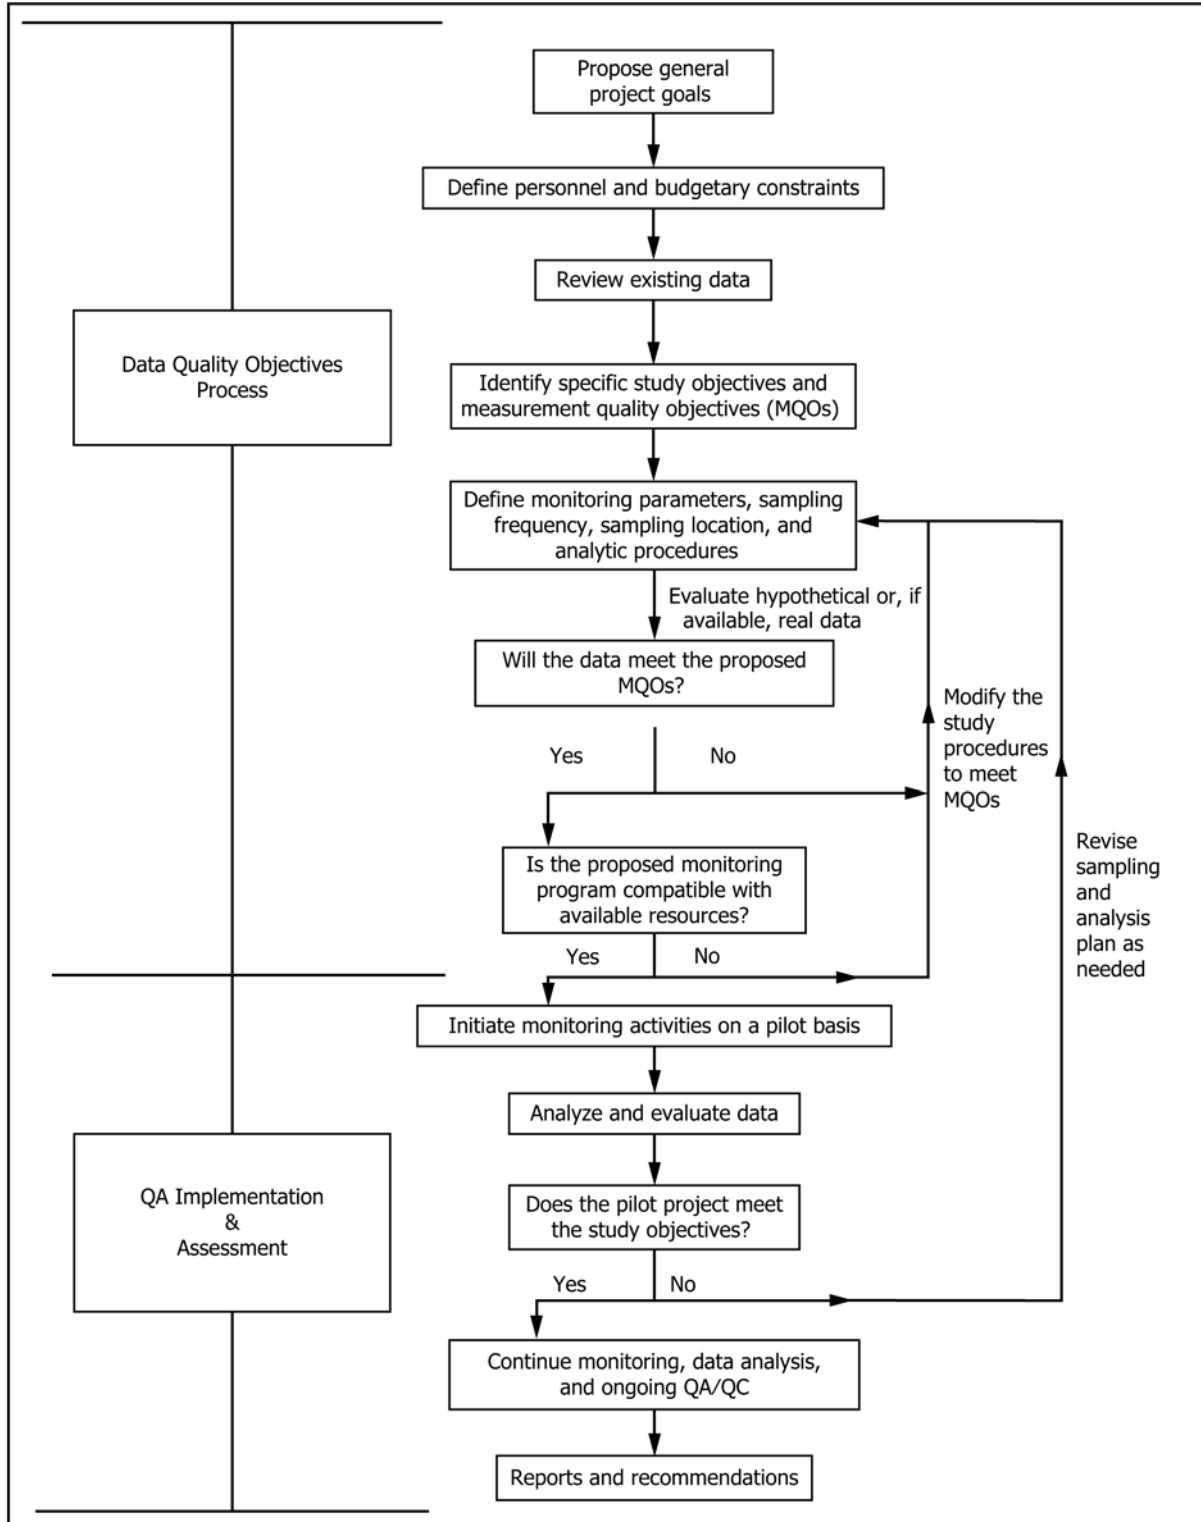 Propose general
project goals
Define personnel and budgetary constraints
Review existing data
Data Quality Objectives
Process
Identify specific study objectives and
measurement quality objectives (MQOs)
Define monitoring parameters, sampling
frequency, sampling location, and
analytic procedures
Evaluate hypothetical or, if
available, real data
Will the data meet the proposed
MQOs?
Modify the
study
procedures
to meet
MQOs
Yes
No
Revise
sampling
and
analysis
plan as
needed
Is the proposed monitoring
program compatible with
available resources?
Yes
No
Initiate monitoring activities on a pilot basis
Analyze and evaluate data
QA Implementation
&
Assessment
Does the pilot project meet
the study objectives?
Yes
No
Continue monitoring, data analysis,
and ongoing QA/QC
Reports and recommendations